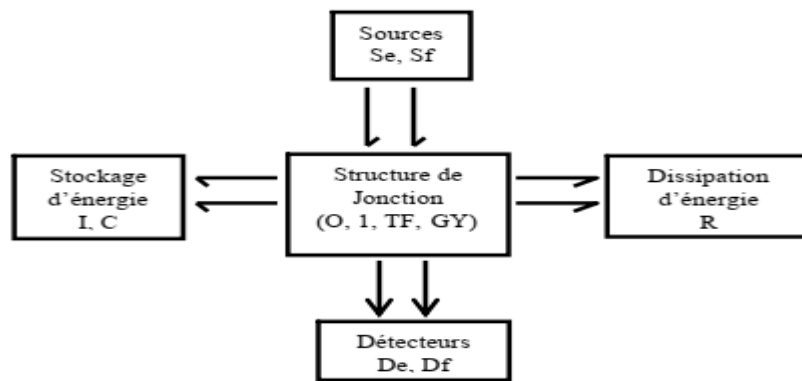 Sources
Se, Sf
Stockage
d'énergie
I, C
Structure de
Jonction
(O, 1, TF, GY)
Dissipation
d'énergie
R
Détecteurs
De, Df